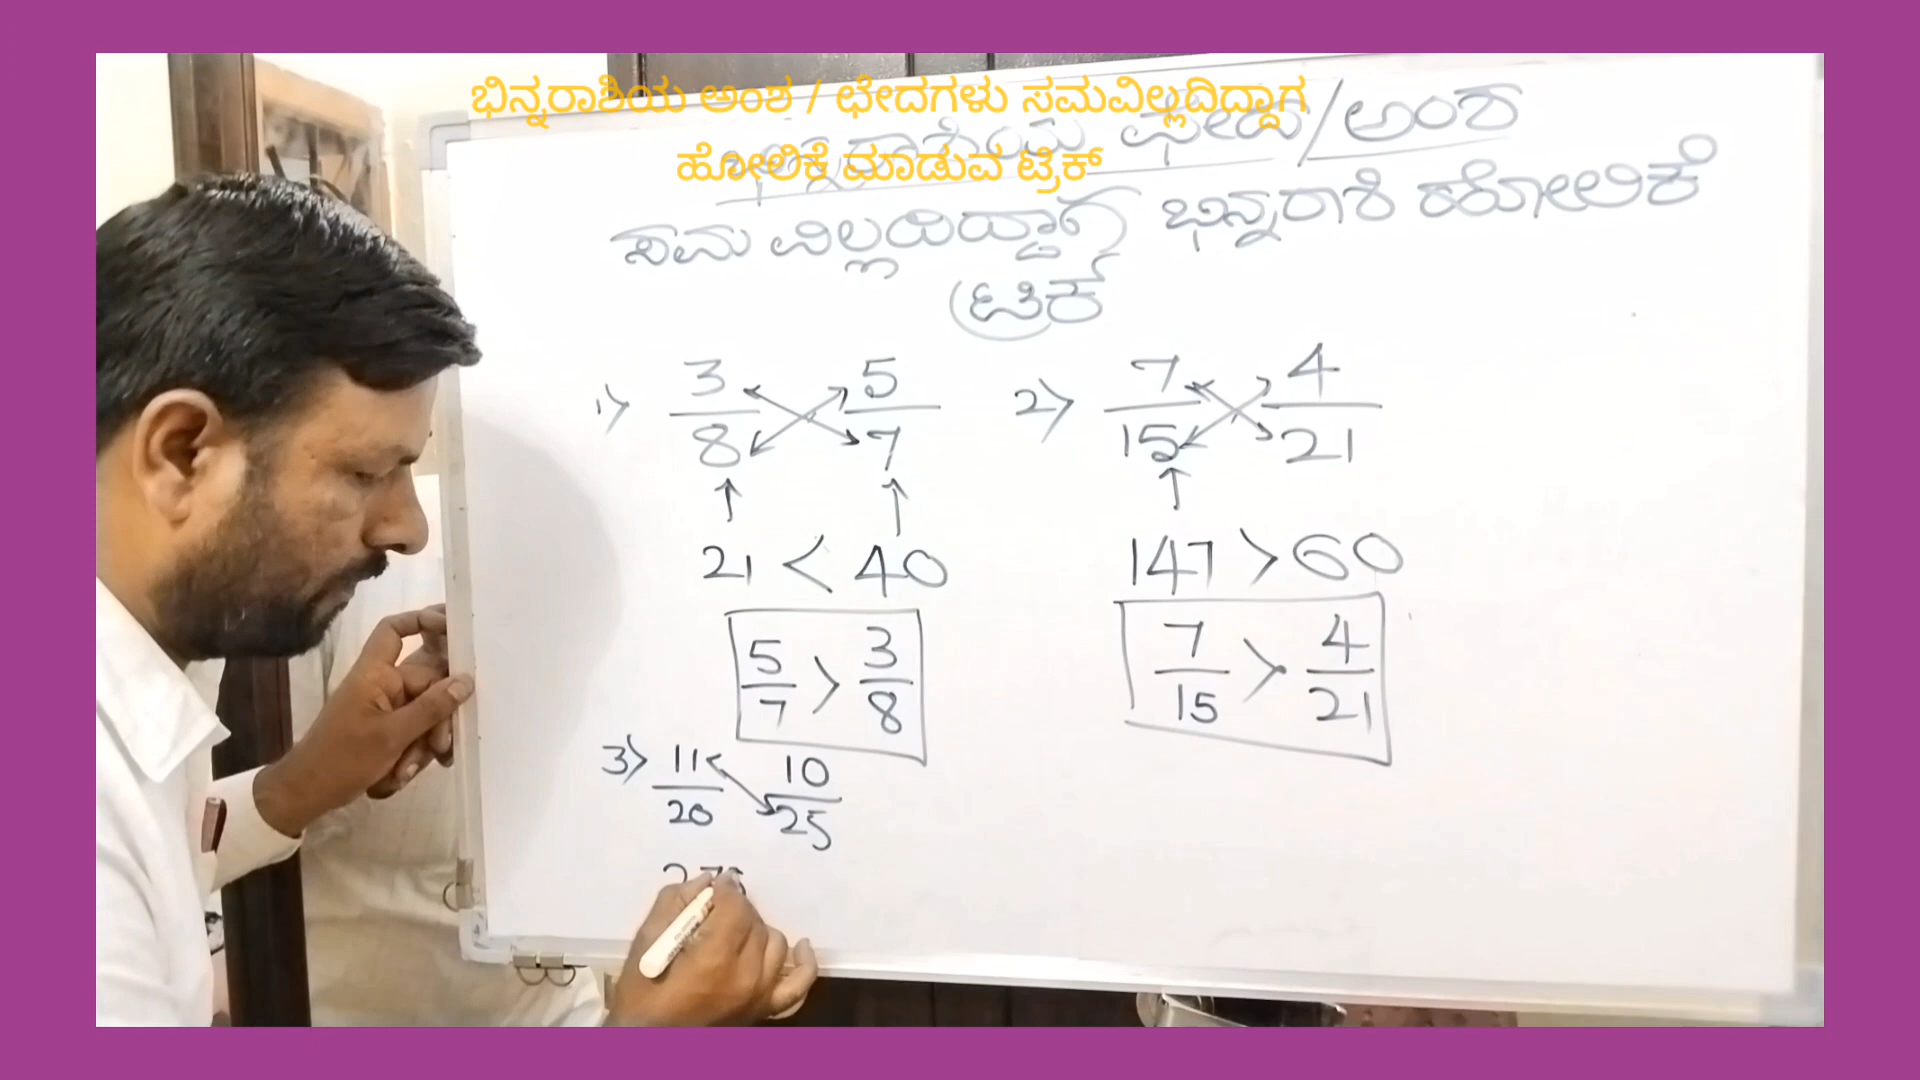 ಭಿನ್ನರಾಶಿಯ ಅಂಶ / ಛೇದಗಳು ಸಮವಿಲ್ಲದಿದ್ದಾಗ
ಹೋಲಿಕೆ ಮಾಡುವ ಟ್ರಿಕ್
ಭಿನ್ನರಾಶಿಯ ಛೇದ/ಅಂಶ
ಸಮ ವಿಲ್ಲದಿದ್ದಾಗ ಭಿನ್ನರಾಶಿ ಹೋಲಿಕೆ
ಟ್ರಿಕ್
1) 3/8 5/7 2) 7/15 4/21
21 < 40 147 > 60
5/7 > 3/8 7/15 > 4/21
3) 11/20 10/25